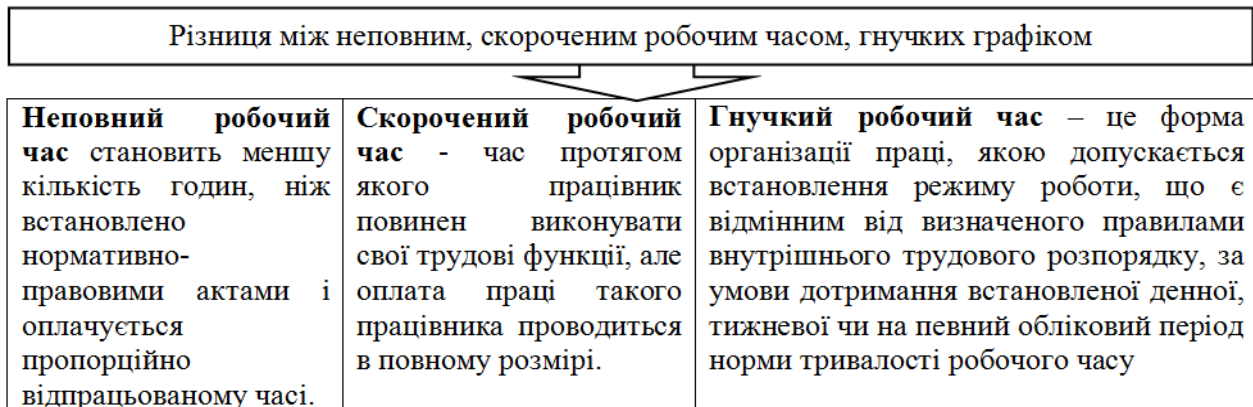 Різниця між неповним, скороченим робочим часом, гнучких графіком
Неповний робочий
час становить меншу
кількість годин, ніж
встановлено
нормативно-
правовими актами і
оплачується
пропорційно
відпрацьованому часі.
Скорочений робочий
час - час протягом
якого працівник
повинен виконувати
свої трудові функції, але
оплата праці такого
працівника проводиться
в повному розмірі.
Гнучкий робочий час – це форма
організації праці, якою допускається
встановлення режиму роботи, що є
відмінним від визначеного правилами
внутрішнього трудового розпорядку, за
умови дотримання встановленої денної,
тижневої чи на певний обліковий період
норми тривалості робочого часу